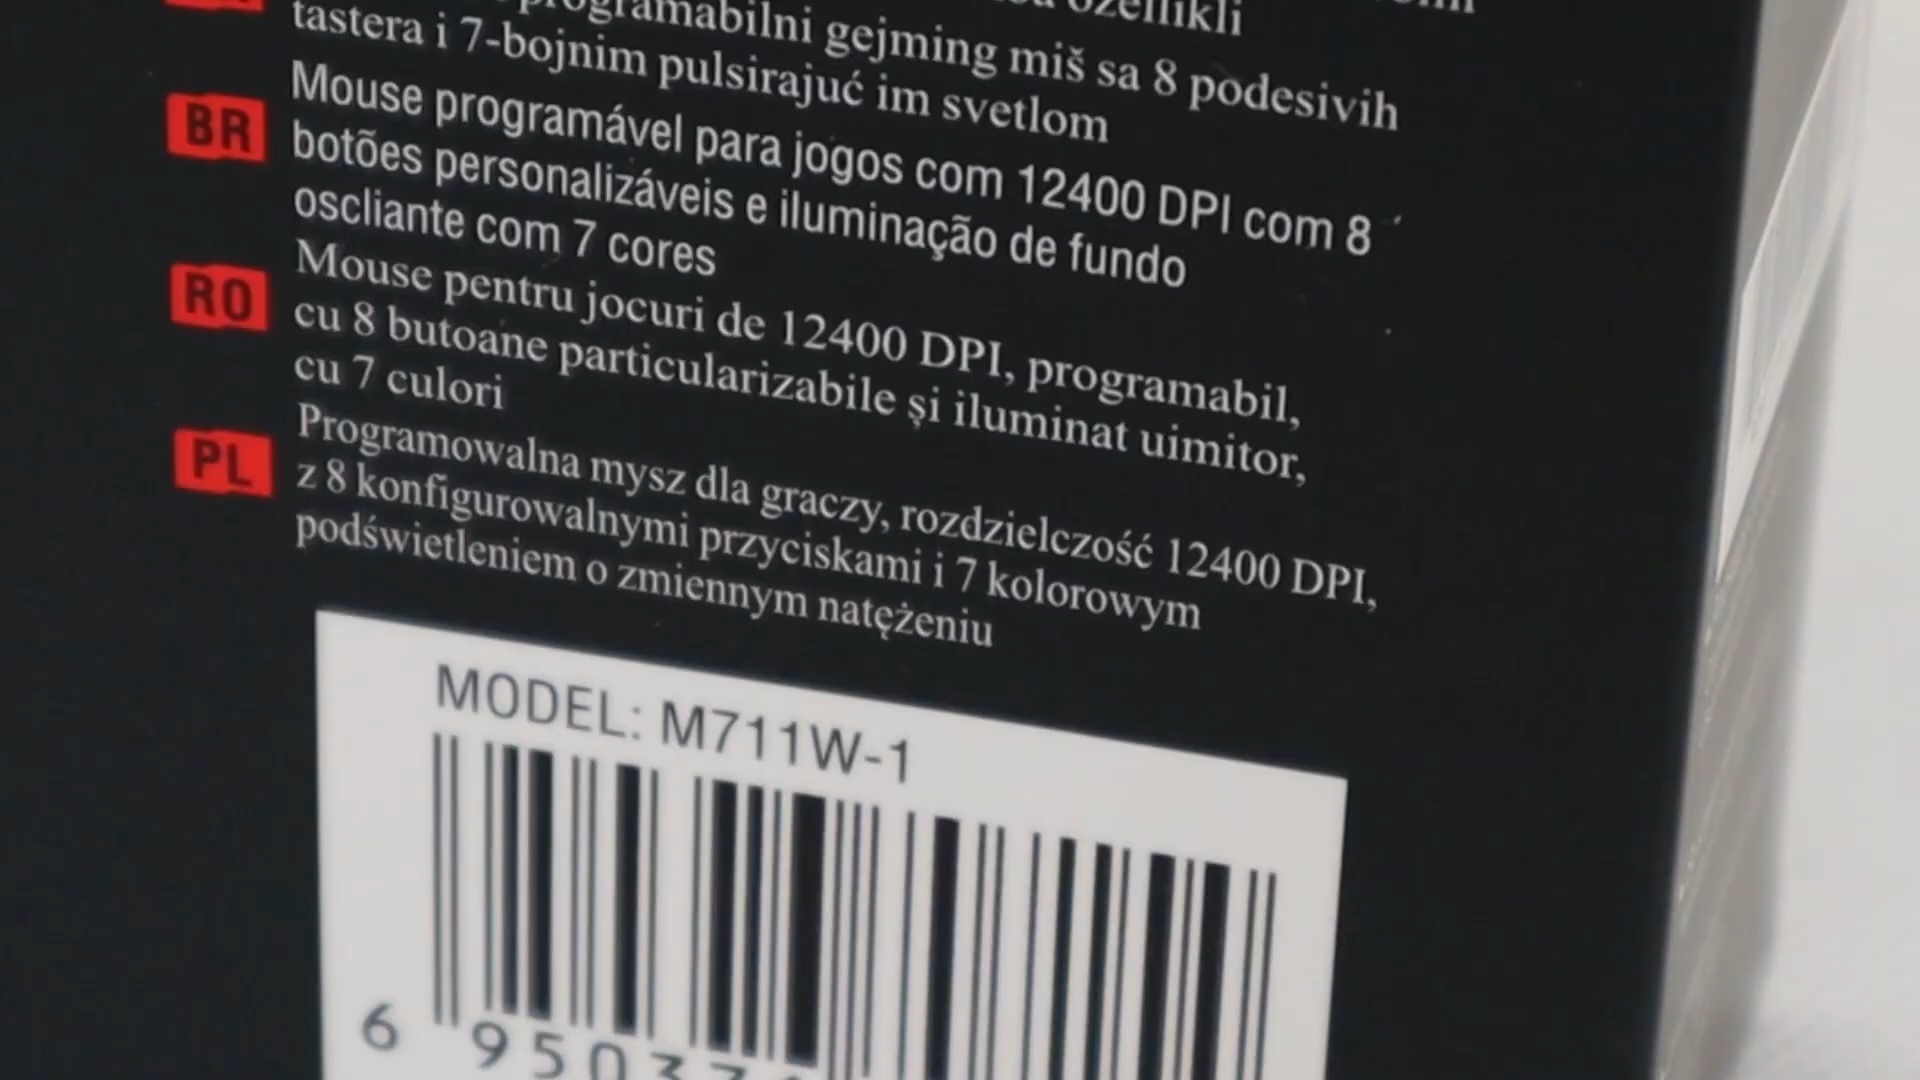 özellikli
programabilni gejming miš sa 8 podesivih
tastera i 7-bojnim pulsirajuć im svetlom
BR Mouse programável para jogos com 12400 DPI com 8
botões personalizáveis e iluminação de fundo
oscliante com 7 cores
RO Mouse pentru jocuri de 12400 DPI, programabil,
cu 8 butoane particularizabile și iluminat uimitor,
cu 7 culori
PL Programowalna mysz dla graczy, rozdzielczość 12400 DPI,
z 8 konfigurowalnymi przyciskami i 7 kolorowym
podświetleniem o zmiennym natężeniu
MODEL: M711W-1
6 95037